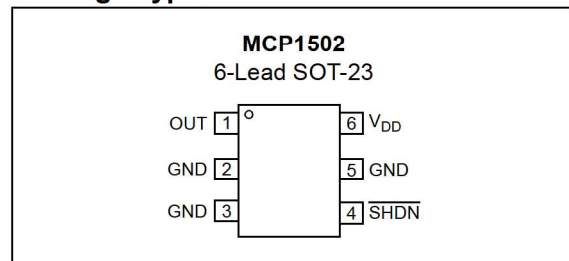 MCP1502
6-Lead SOT-23
OUT 1 6 VDD
GND 2 5 GND
GND 3 4 SHDN